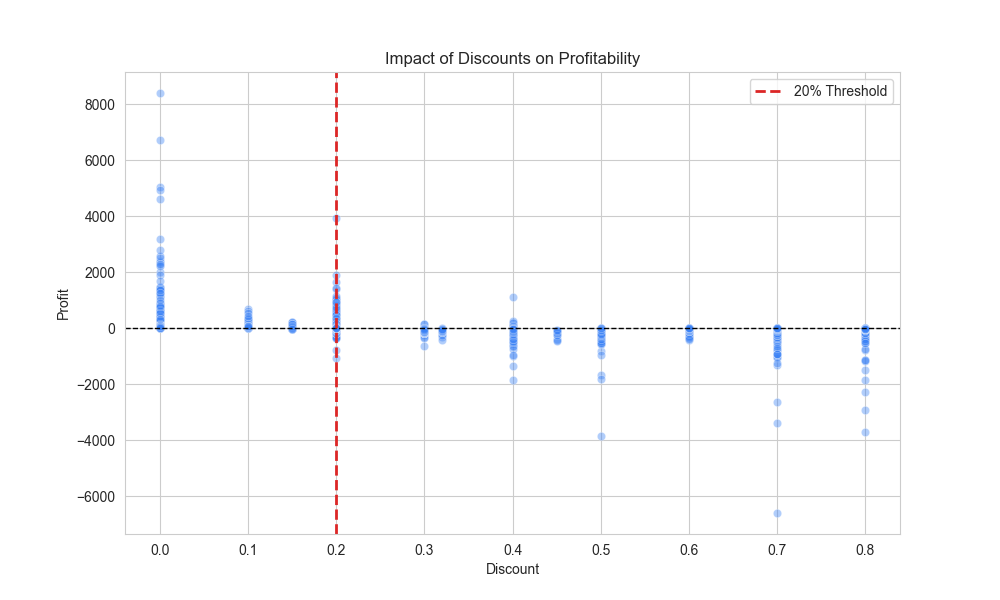 Impact of Discounts on Profitability
20% Threshold
8000
6000
4000
2000
0
−2000
−4000
−6000
Profit
0.0 0.1 0.2 0.3 0.4 0.5 0.6 0.7 0.8
Discount